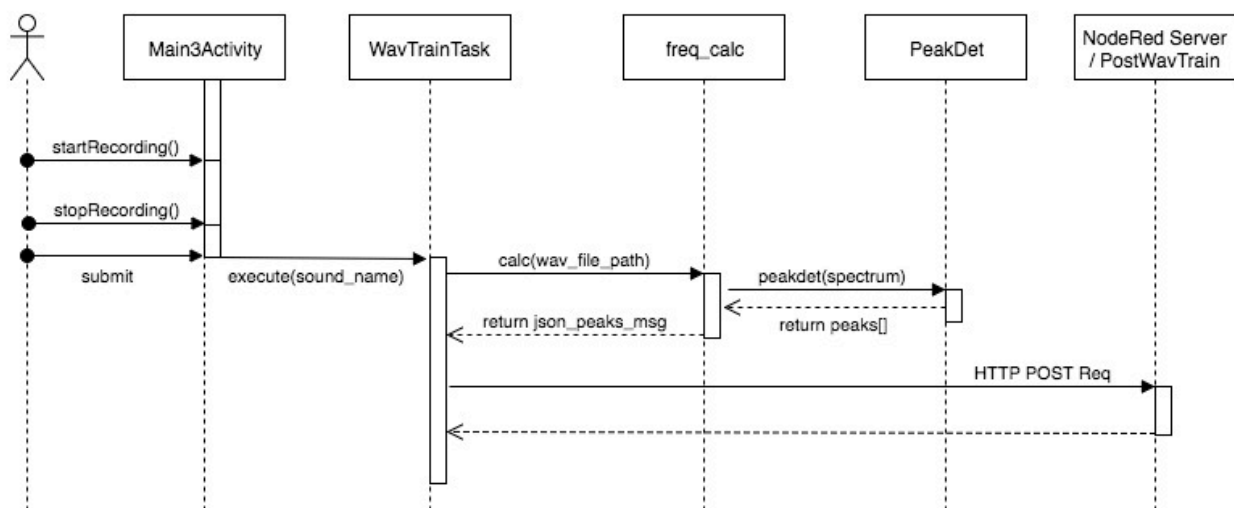 Main3Activity
WavTrainTask
freq_calc
PeakDet
NodeRed Server
/ PostWavTrain
startRecording()
stopRecording()
submit
execute(sound_name)
calc(wav_file_path)
peakdet(spectrum)
return peaks[]
return json_peaks_msg
HTTP POST Req